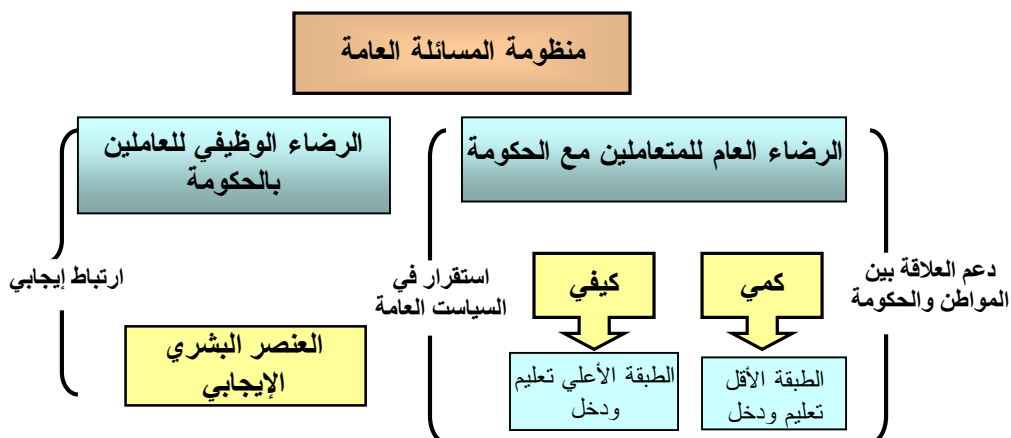 منظومة المسائلة العامة
الرضاء العام للمتعاملين مع الحكومة
الرضاء الوظيفي للعاملين
بالحكومة
دعم العلاقة بين
المواطن والحكومة
كمي
كيفي
استقرار في
السياست العامة
ارتباط إيجابي
الطبقة الأقل
تعليم ودخل
الطبقة الأعلي تعليم
ودخل
العنصر البشري
الإيجابي